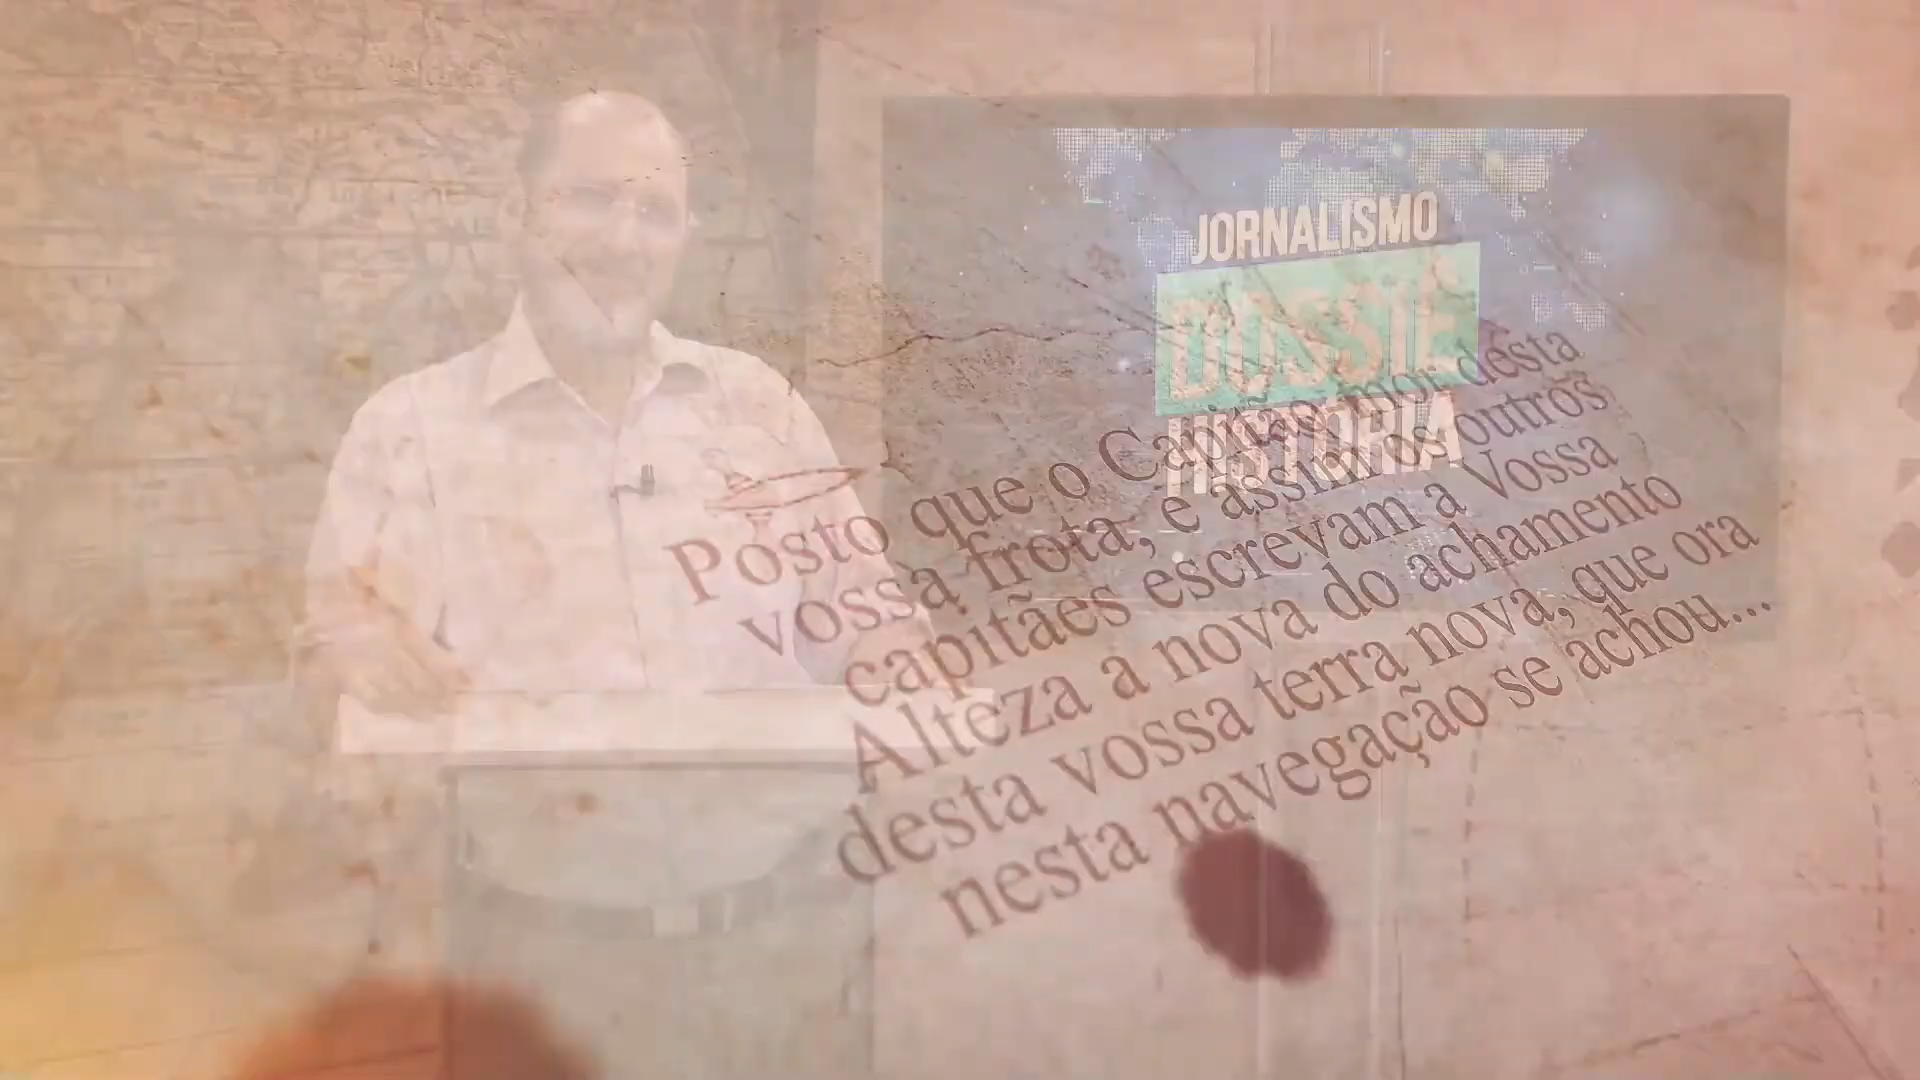 JORNALISMO
DOSSIÊ
HISTÓRIA
Posto que o Capitão-mor desta
vossa frota, e assim os outros
capitães escrevam a Vossa
Alteza a nova do achamento
desta vossa terra nova, que ora
nesta navegação se achou...